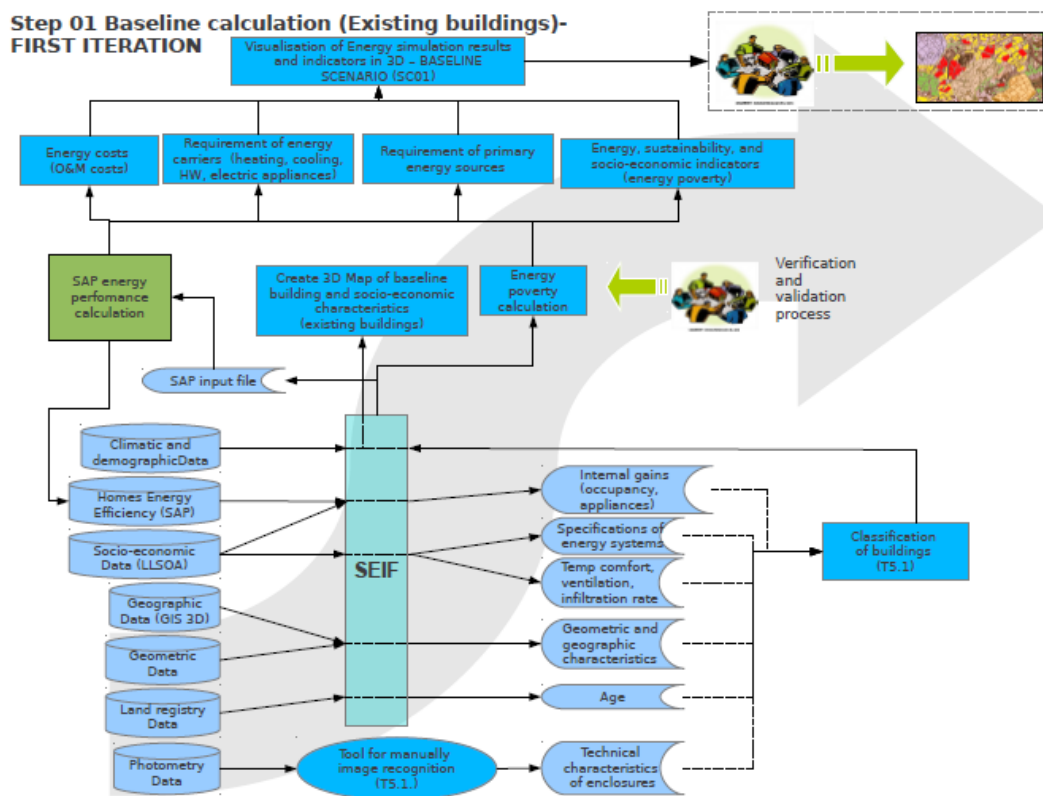 Step 01 Baseline calculation (Existing buildings)-
FIRST ITERATION
Visualisation of Energy simulation results
and indicators in 3D – BASELINE
SCENARIO (SC01)
Energy costs
(O&M costs)
Requirement of energy
carriers (heating, cooling,
HW, electric appliances)
Requirement of primary
energy sources
Energy, sustainability, and
socio-economic indicators
(energy poverty)
SAP energy
perfomance
calculation
Create 3D Map of baseline
building and socio-economic
characteristics
(existing buildings)
Energy
poverty
calculation
Verification
and
validation
process
SAP input file
Climatic and
demographicData
Homes Energy
Efficiency (SAP)
Socio-economic
Data (LLSOA)
Geographic
Data (GIS 3D)
Geometric
Data
Land registry
Data
Photometry
Data
SEIF
Tool for manually
image recognition
(T5.1.)
Internal gains
(occupancy,
appliances)
Specifications of
energy systems
Temp comfort,
ventilation,
infiltration rate
Geometric and
geographic
characteristics
Age
Technical
characteristics
of enclosures
Classification
of buildings
(T5.1)